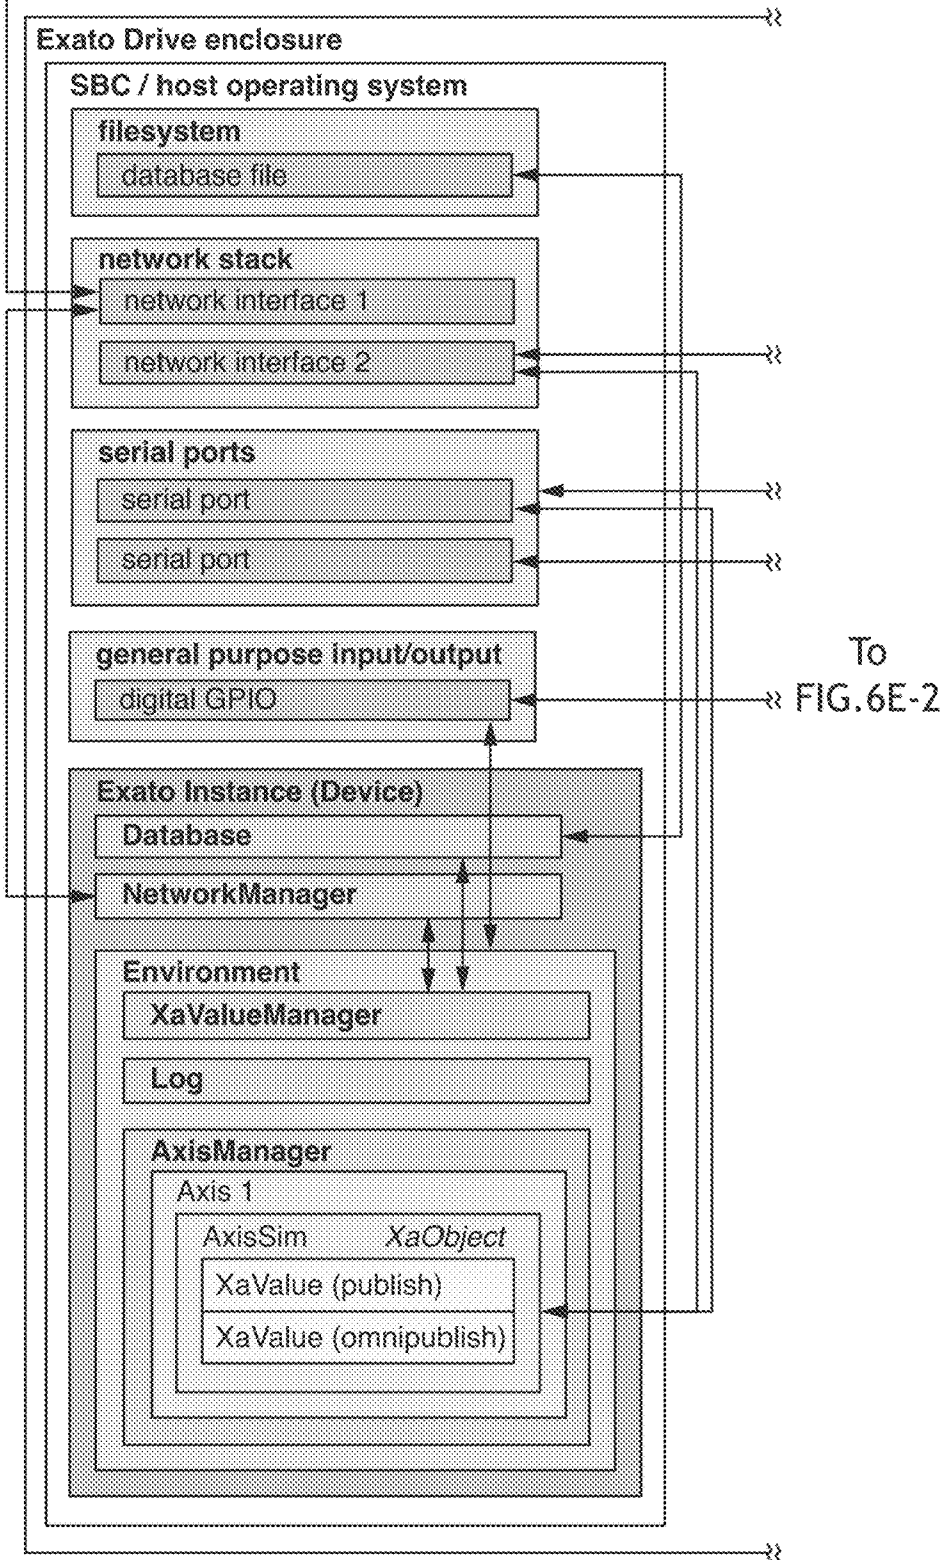 Exato Drive enclosure
SBC / host operating system
filesystem
database file
network stack
network interface 1
network interface 2
serial ports
serial port
serial port
general purpose input/output
digital GPIO
To
FIG.6E-2
Exato Instance (Device)
Database
NetworkManager
Environment
XaValueManager
Log
AxisManager
Axis 1
AxisSim XaObject
XaValue (publish)
XaValue (omnipublish)